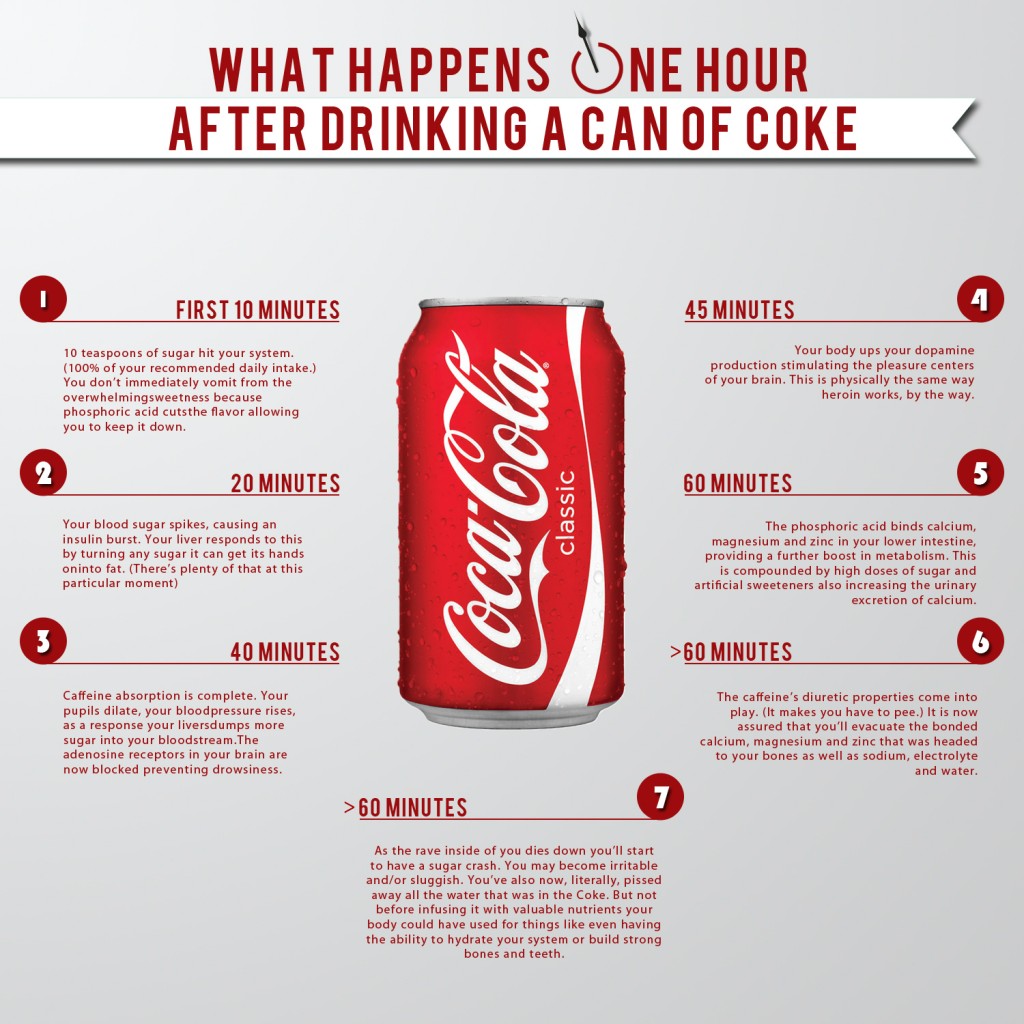 WHAT HAPPENS ONE HOUR
AFTER DRINKING A CAN OF COKE
1
FIRST 10 MINUTES
10 teaspoons of sugar hit your system.
(100% of your recommended daily intake.)
You don't immediately vomit from the
overwhelmingsweetness because
phosphoric acid cutsthe flavor allowing
you to keep it down.
2
20 MINUTES
Your blood sugar spikes, causing an
insulin burst. Your liver responds to this
by turning any sugar it can get its hands
oninto fat. (There's plenty of that at this
particular moment)
3
40 MINUTES
Caffeine absorption is complete. Your
pupils dilate, your bloodpressure rises,
as a response your liversdumps more
sugar into your bloodstream.The
adenosine receptors in your brain are
now blocked preventing drowsiness.
Coca-Cola®
classic
4
45 MINUTES
Your body ups your dopamine
production stimulating the pleasure centers
of your brain. This is physically the same way
heroin works, by the way.
5
60 MINUTES
The phosphoric acid binds calcium,
magnesium and zinc in your lower intestine,
providing a further boost in metabolism. This
is compounded by high doses of sugar and
artificial sweeteners also increasing the urinary
excretion of calcium.
6
>60 MINUTES
The caffeine's diuretic properties come into
play. (It makes you have to pee.) It is now
assured that you'll evacuate the bonded
calcium, magnesium and zinc that was headed
to your bones as well as sodium, electrolyte
and water.
7
>60 MINUTES
As the rave inside of you dies down you'll start
to have a sugar crash. You may become irritable
and/or sluggish. You've also now, literally, pissed
away all the water that was in the Coke. But not
before infusing it with valuable nutrients your
body could have used for things like even having
the ability to hydrate your system or build strong
bones and teeth.